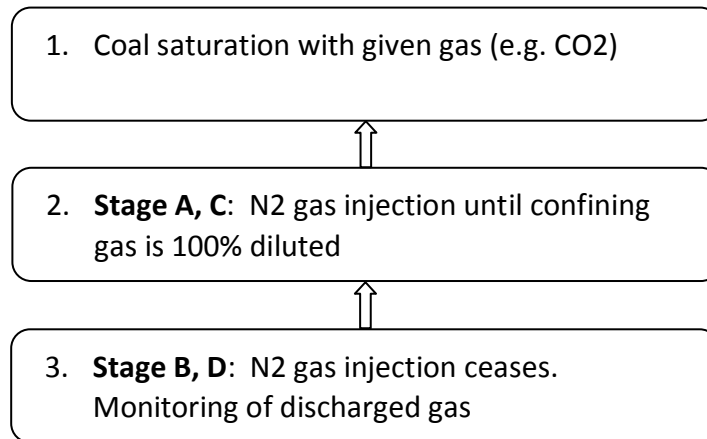 1. Coal saturation with given gas (e.g. CO2)
2. Stage A, C: N2 gas injection until confining
gas is 100% diluted
3. Stage B, D: N2 gas injection ceases.
Monitoring of discharged gas